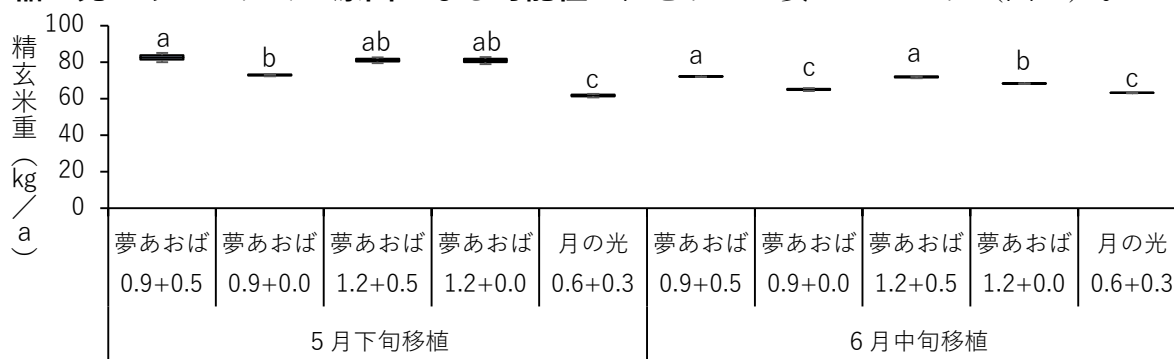 100
80
60
40
20
0
精玄米重（kg／a）
a b ab ab c a c a b c
夢あおば 夢あおば 夢あおば 夢あおば 月の光 夢あおば 夢あおば 夢あおば 夢あおば 月の光
0.9+0.5 0.9+0.0 1.2+0.5 1.2+0.0 0.6+0.3 0.9+0.5 0.9+0.0 1.2+0.5 1.2+0.0 0.6+0.3
5月下旬移植 6月中旬移植